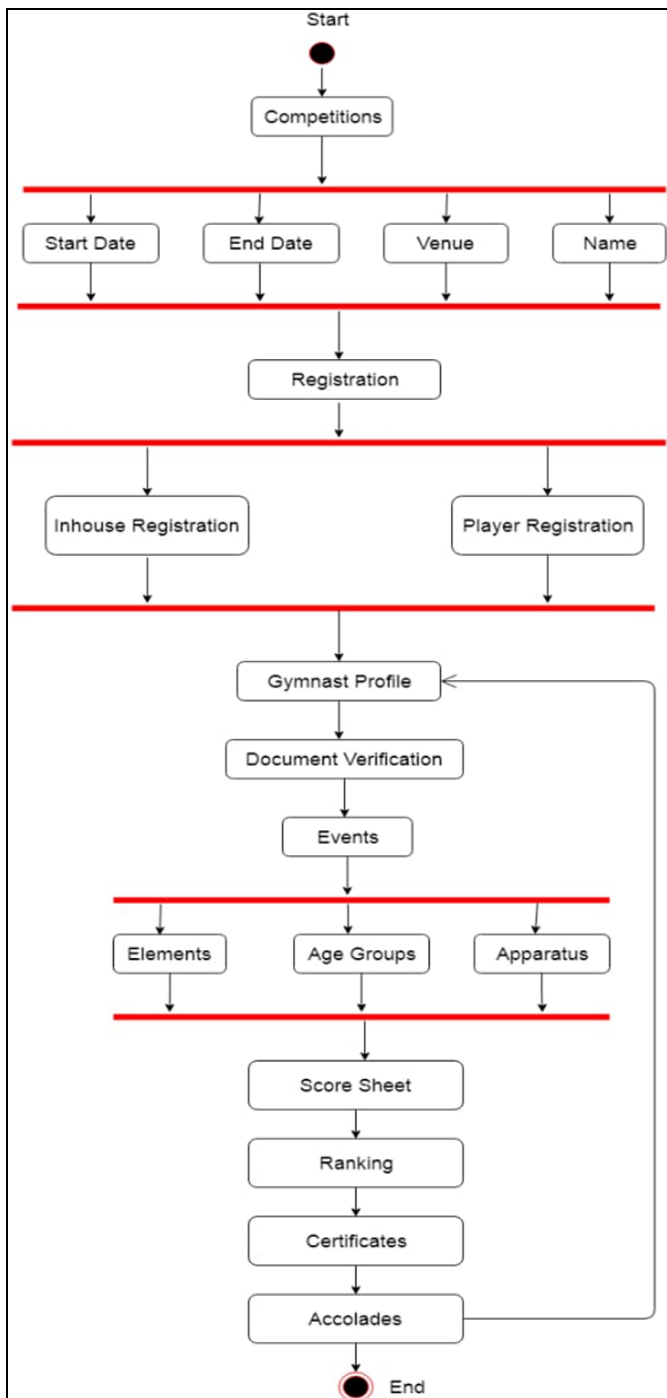 Start
Competitions
Start Date
End Date
Venue
Name
Registration
Inhouse Registration
Player Registration
Gymnast Profile
Document Verification
Events
Elements
Age Groups
Apparatus
Score Sheet
Ranking
Certificates
Accolades
End